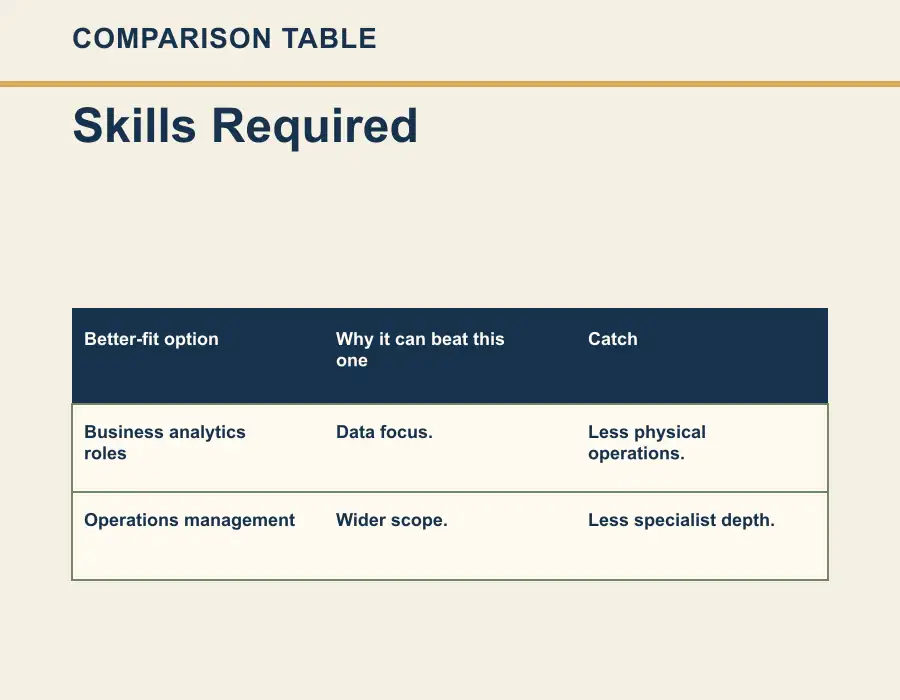 COMPARISON TABLE
Skills Required
Better-fit option
Why it can beat this
one
Catch
Business analytics
roles
Data focus.
Less physical
operations.
Operations management
Wider scope.
Less specialist depth.